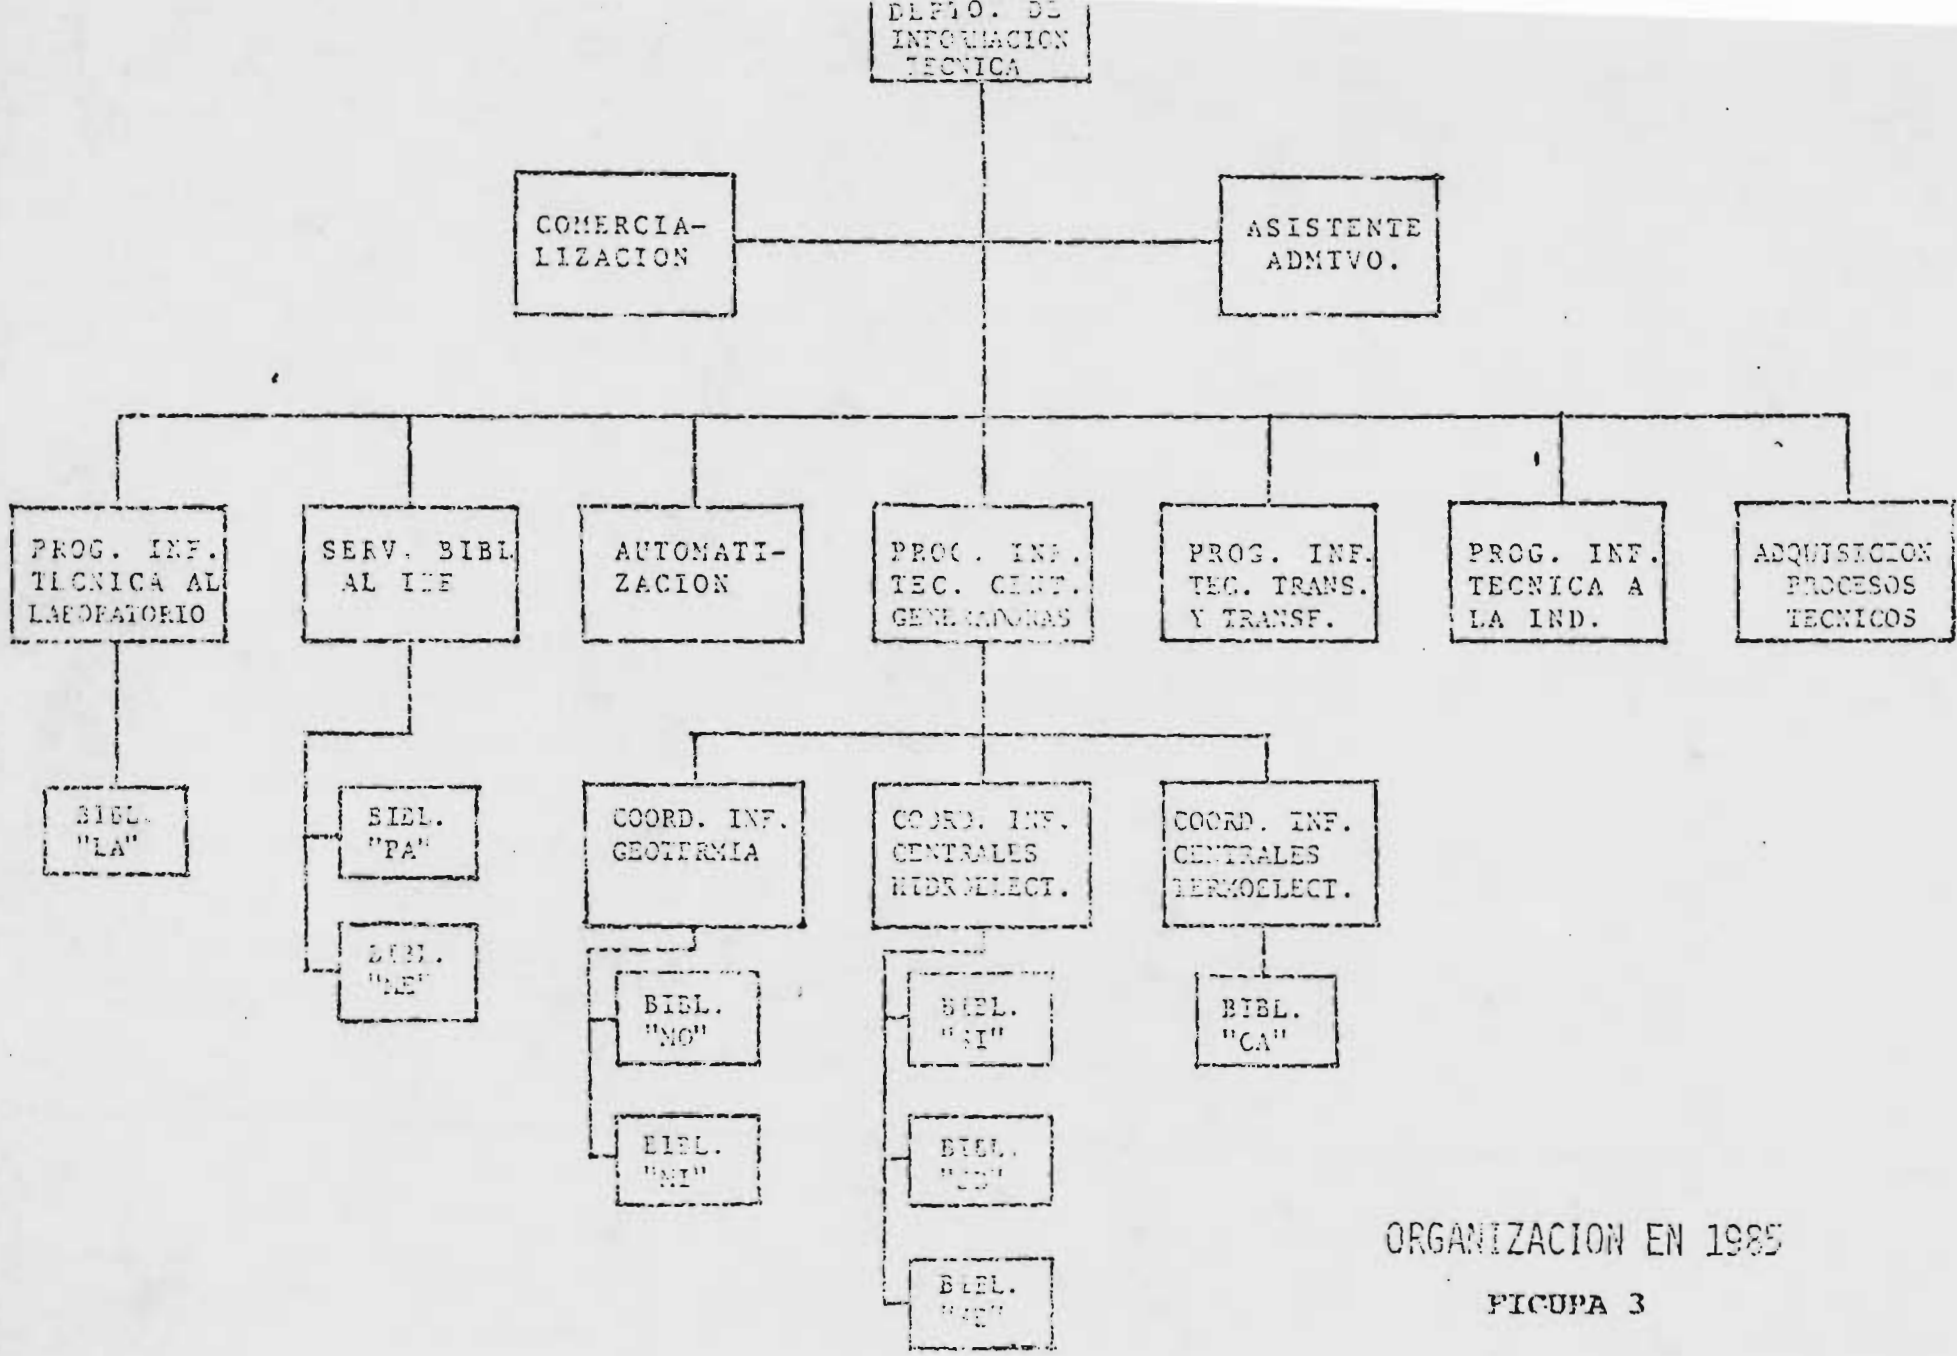 DEPTO. DE
INFORMACION
TECNICA
COMERCIA-
LIZACION
ASISTENTE
ADMTVO.
PROG. INF.
TECNICA AL
LABORATORIO
SERV. BIBL
AL IIE
AUTOMATI-
ZACION
PROG. INF.
TEC. CENT.
GENERADORAS
PROG. INF.
TEC. TRANS.
Y TRANSF.
PROG. INF.
TECNICA A
LA IND.
ADQUISICION
PROCESOS
TECNICOS
BIBL.
"LA"
BIBL.
"PA"
BIBL.
COORD. INF.
GEOTERMIA
COORD. INF.
CENTRALES
HIDROELECT.
COORD. INF.
CENTRALES
TERMOELECT.
BIBL.
"MO"
BIBL.
"MI"
BIBL.
BIBL.
BIBL.
BIBL.
"CA"
ORGANIZACION EN 1985
FIGURA 3